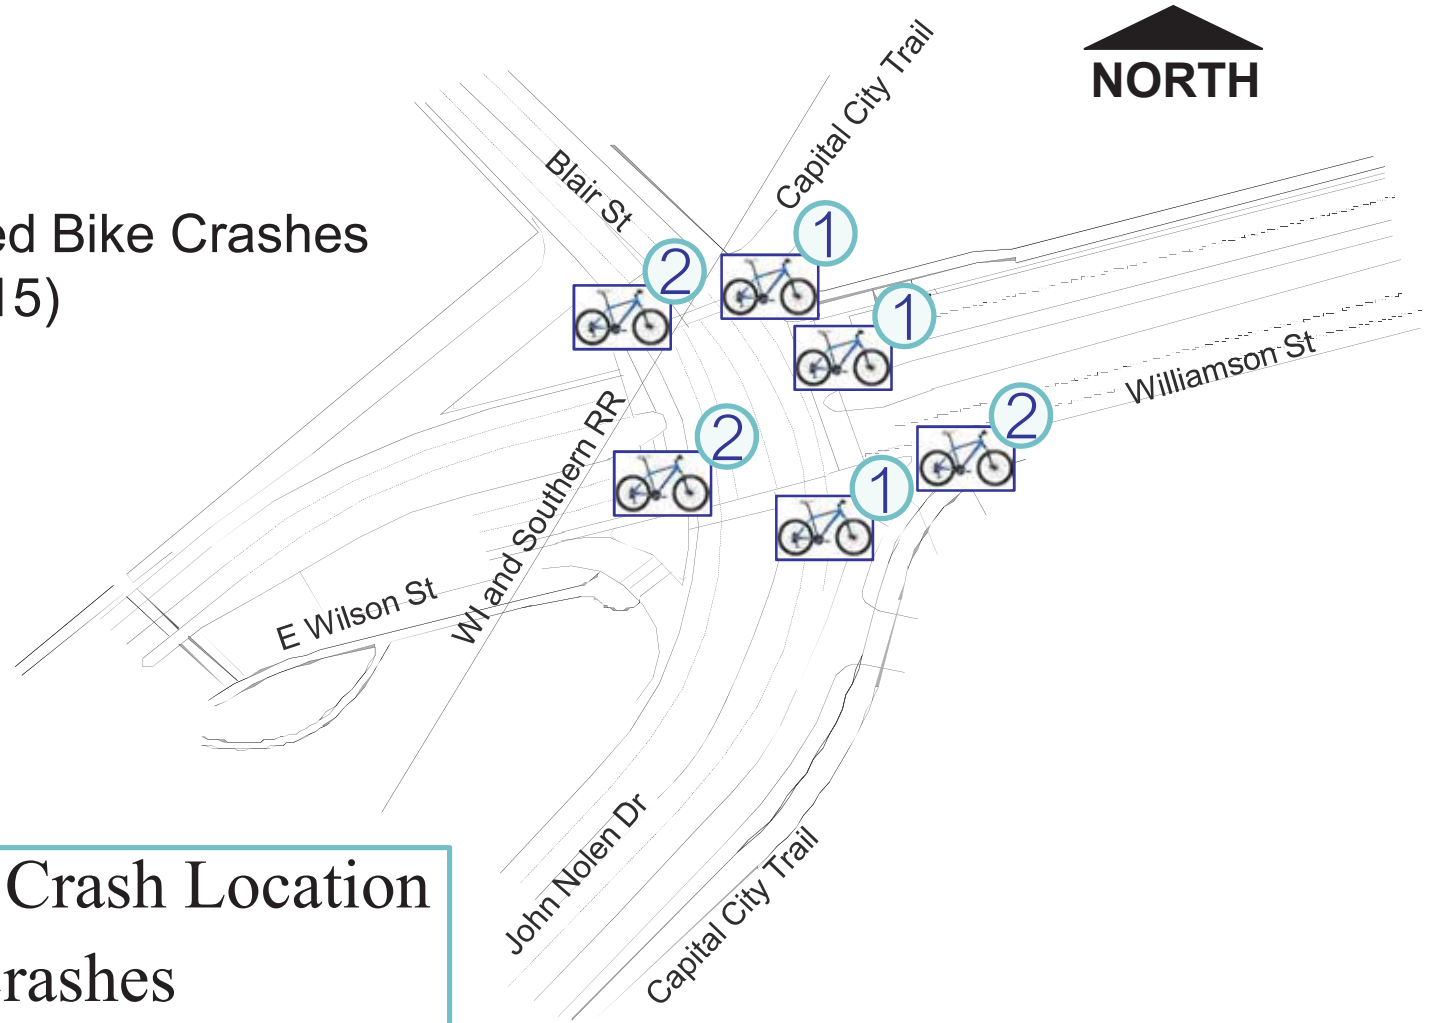 Capital City Trail
NORTH
Blair St
ed Bike Crashes
15)
1
2
1
Williamson St
2
2
1
WI and Southern RR
E Wilson St
John Nolen Dr
Capital City Trail
Crash Location
rashes